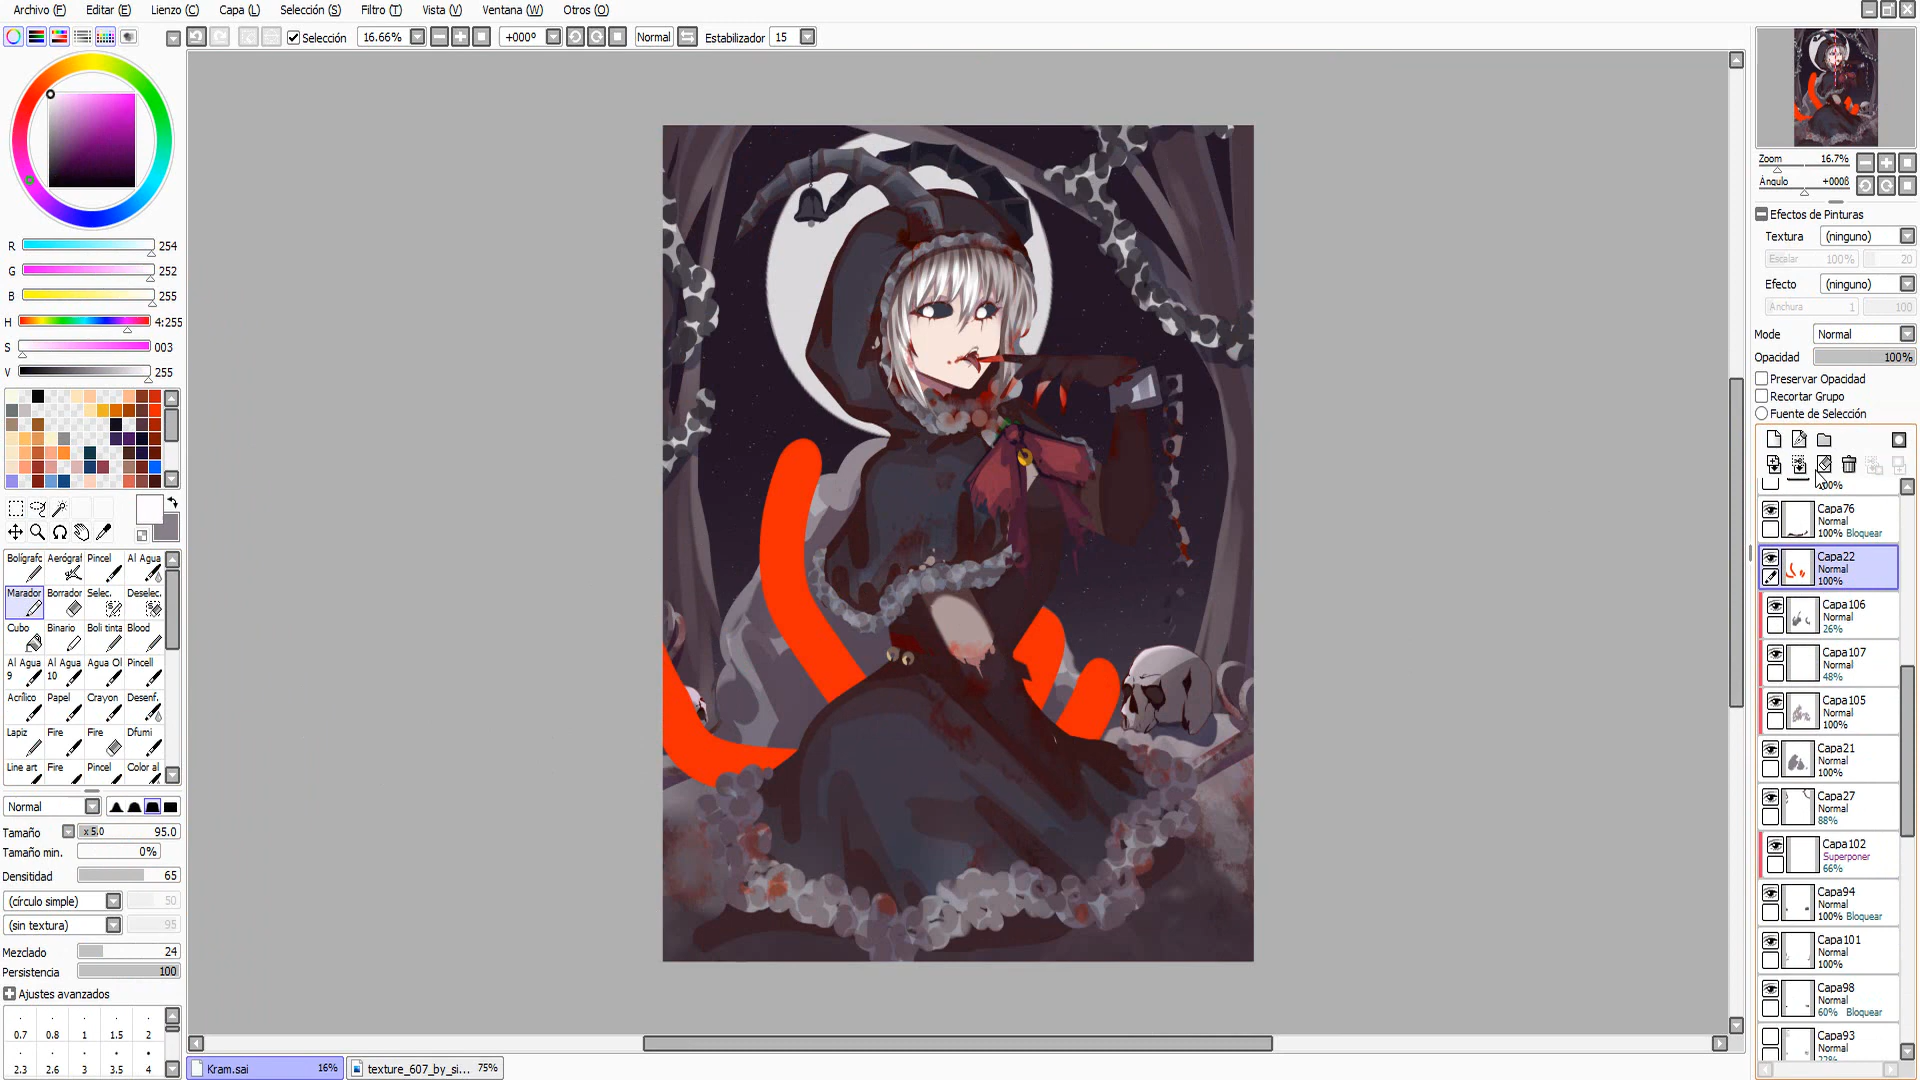 Archivo (F) Editar (E) Lienzo (C) Capa (L) Selección (S) Filtro (T) Vista (V) Ventana (W) Otros (O)
Selección 16.66% +000º Normal Estabilizador 15
R 254
G 252
B 255
H 4:255
S 003
V 255
Bolígrafo Aerógraf Pincel Al Agua
Marador Borrador Selec. Deselec.
Cubo Binario Boli tinta Blood
Al Agua 9 Al Agua 10 Agua Ol Pincell
Acrílico Papel Crayon Desenf.
Lapiz Fire Fire Dfumi
Line art Fire Pincel Color al
Normal
Tamaño x 5.0 95.0
Tamaño min. 0%
Densitidad 65
(círculo simple) 50
(sin textura) 95
Mezclado 24
Persistencia 100
Ajustes avanzados
0.7 0.8 1 1.5 2
2.3 2.6 3 3.5 4
Kram.sai 16% texture_607_by_si... 75%
Zoom 16.7%
Ángulo +000ß
Efectos de Pinturas
Textura (ninguno)
Escalar 100% 20
Efecto (ninguno)
Anchura 1 100
Mode Normal
Opacidad 100%
Preservar Opacidad
Recortar Grupo
Fuente de Selección
100%
Capa76
Normal
100% Bloquear
Capa22
Normal
100%
Capa106
Normal
26%
Capa107
Normal
48%
Capa105
Normal
100%
Capa21
Normal
100%
Capa27
Normal
88%
Capa102
Superponer
66%
Capa94
Normal
100% Bloquear
Capa101
Normal
100%
Capa98
Normal
60% Bloquear
Capa93
Normal